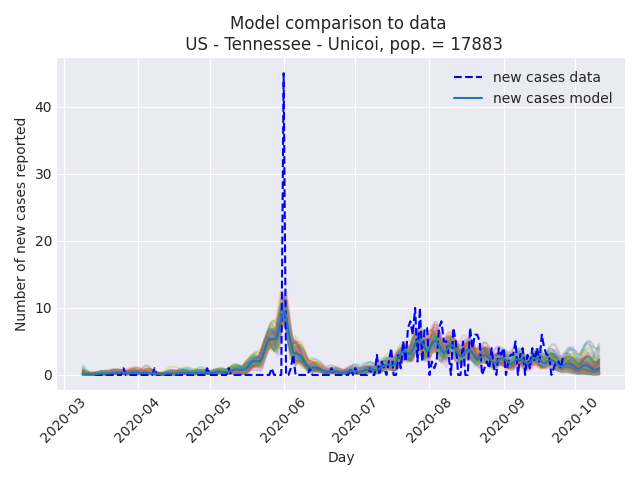 Model comparison to data
US - Tennessee - Unicoi, pop. = 17883
new cases data
new cases model
Number of new cases reported
40
30
20
10
0
2020-03
2020-04
2020-05
2020-06
2020-07
2020-08
2020-09
2020-10
Day